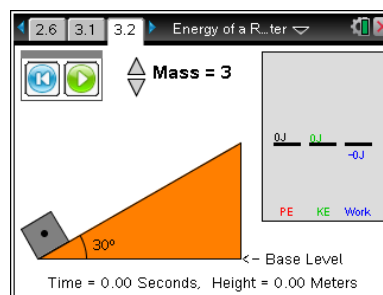 2.6 3.1 3.2 Energy of a R...ter
Mass = 3
0J 0J -0J
PE KE Work
30º
<- Base Level
Time = 0.00 Seconds, Height = 0.00 Meters